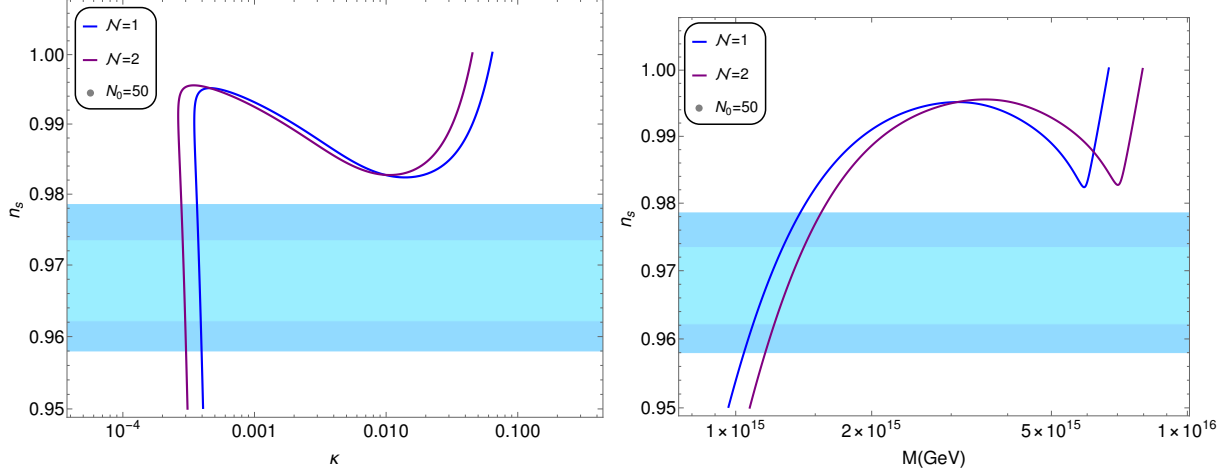 𝒩=1
𝒩=2
N₀=50
1.00
0.99
0.98
0.97
0.96
0.95
n_s
10⁻⁴
0.001
0.010
0.100
κ
𝒩=1
𝒩=2
N₀=50
1.00
0.99
0.98
0.97
0.96
0.95
n_s
1×10¹⁵
2×10¹⁵
5×10¹⁵
1×10¹⁶
M(GeV)